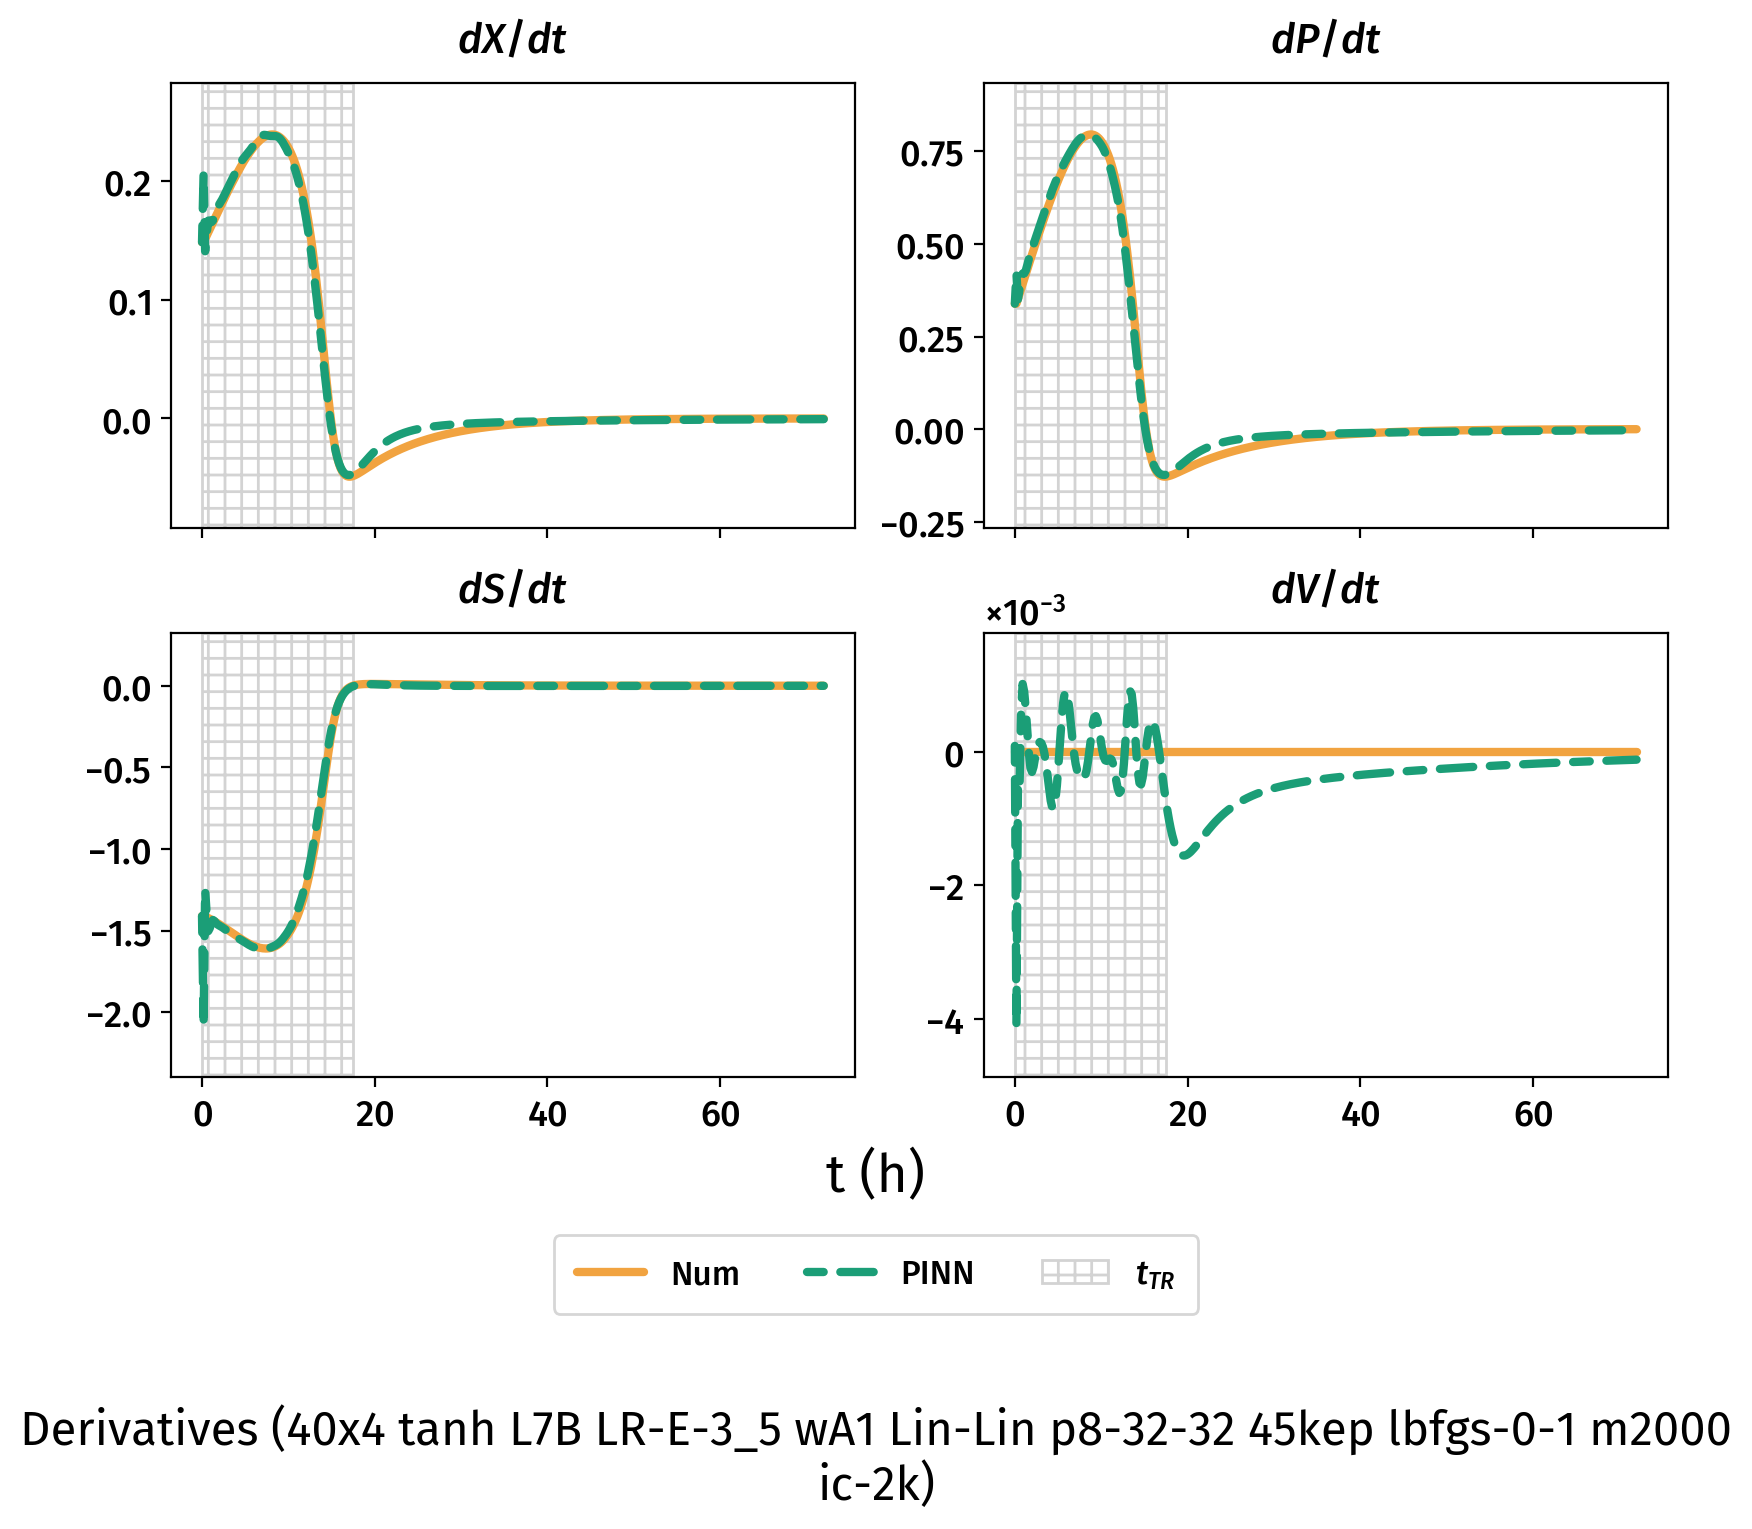 dX/dt
dP/dt
0.2
0.1
0.0
0.75
0.50
0.25
0.00
−0.25
dS/dt
dV/dt
×10⁻³
0.0
−0.5
−1.0
−1.5
−2.0
0
−2
−4
0 20 40 60
0 20 40 60
t (h)
Num PINN t_TR
Derivatives (40x4 tanh L7B LR-E-3_5 wA1 Lin-Lin p8-32-32 45kep lbfgs-0-1 m2000
ic-2k)